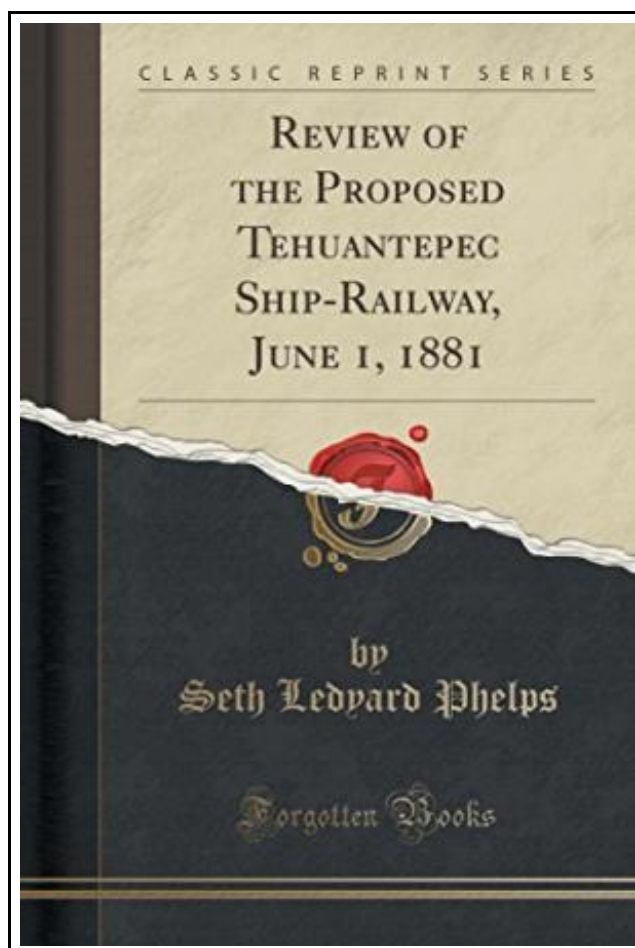 CLASSIC REPRINT SERIES
REVIEW OF
THE PROPOSED
TEHUANTEPEC
SHIP-RAILWAY,
JUNE 1, 1881
by
Seth Ledyard Phelps
Forgotten Books